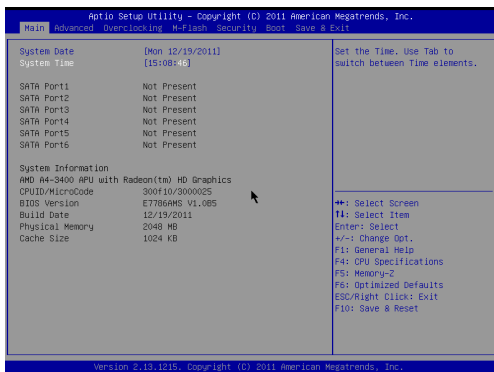 Aptio Setup Utility – Copyright (C) 2011 American Megatrends, Inc.
Main Advanced Overclocking M-Flash Security Boot Save & Exit
System Date [Mon 12/19/2011]
System Time [15:08:46]
SATA Port1 Not Present
SATA Port2 Not Present
SATA Port3 Not Present
SATA Port4 Not Present
SATA Port5 Not Present
SATA Port6 Not Present
System Information
AMD A4-3400 APU with Radeon(tm) HD Graphics
CPUID/MicroCode 300f10/3000025
BIOS Version E7786AMS V1.0B5
Build Date 12/19/2011
Physical Memory 2048 MB
Cache Size 1024 KB
Set the Time. Use Tab to
switch between Time elements.
→←: Select Screen
↑↓: Select Item
Enter: Select
+/-: Change Opt.
F1: General Help
F4: CPU Specifications
F5: Memory-Z
F6: Optimized Defaults
ESC/Right Click: Exit
F10: Save & Reset
Version 2.13.1215. Copyright (C) 2011 American Megatrends, Inc.